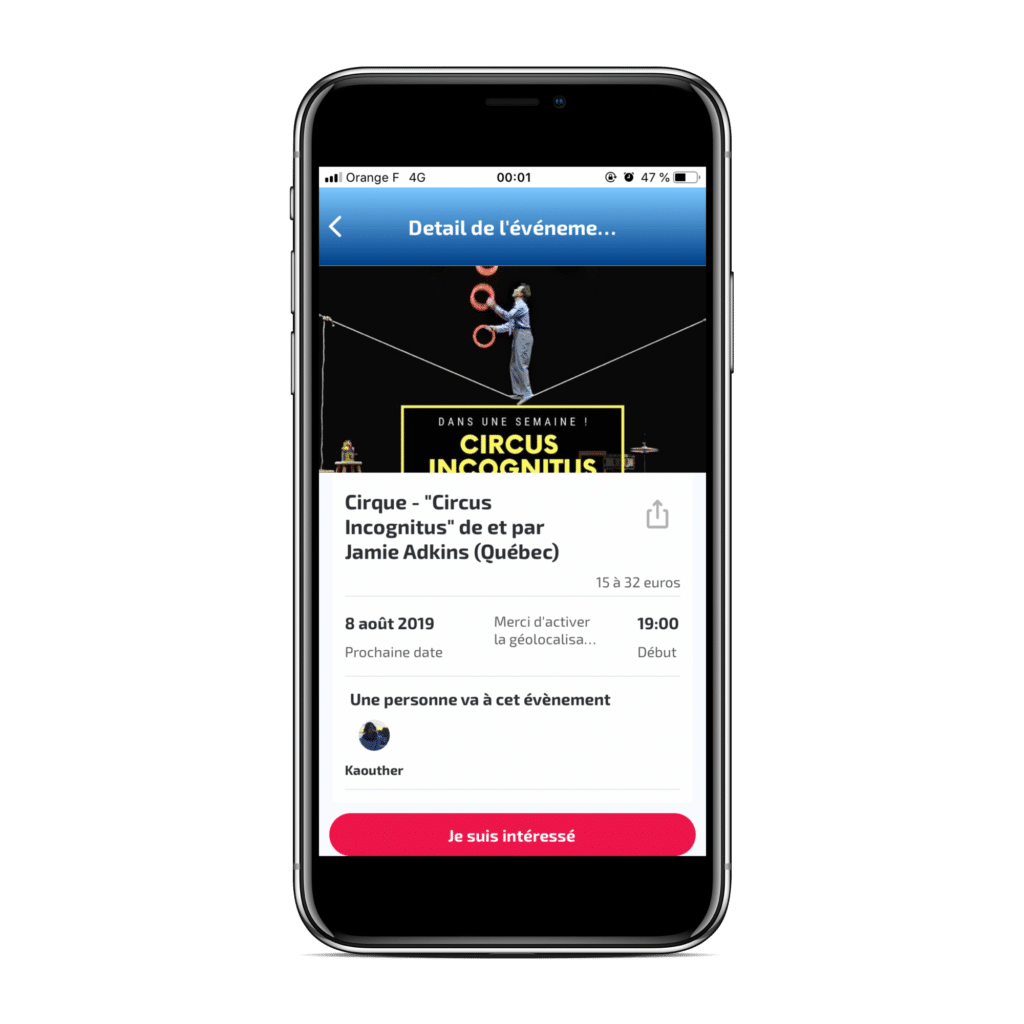 Orange F 4G 00:01 47 %
Detail de l'événeme…
DANS UNE SEMAINE !
CIRCUS
INCOGNITUS
Cirque - "Circus
Incognitus" de et par
Jamie Adkins (Québec)
15 à 32 euros
8 août 2019
Prochaine date
Merci d'activer
la géolocalisa…
19:00
Début
Une personne va à cet évènement
Kaouther
Je suis intéressé